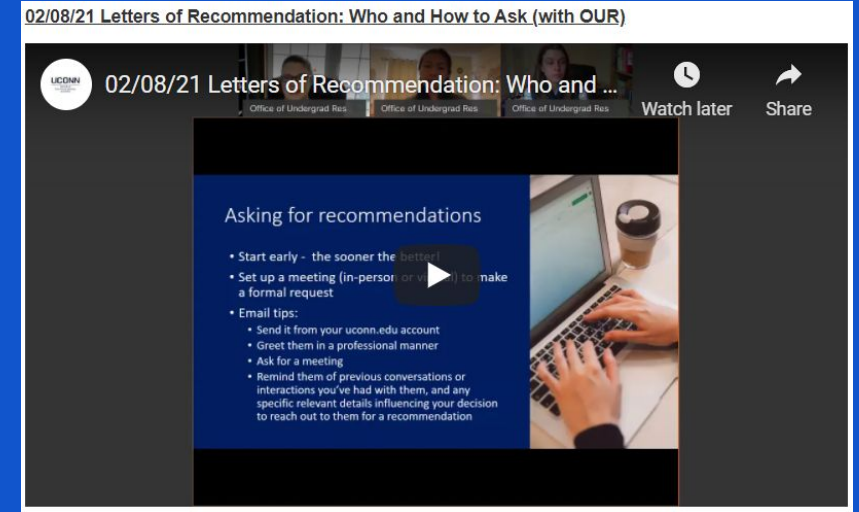 02/08/21 Letters of Recommendation: Who and How to Ask (with OUR)
UCONN
02/08/21 Letters of Recommendation: Who and ...
Watch later
Share
Office of Undergrad Res
Office of Undergrad Res
Office of Undergrad Res
Asking for recommendations
• Start early - the sooner the better!
• Set up a meeting (in-person or virtual) to make
a formal request
• Email tips:
• Send it from your uconn.edu account
• Greet them in a professional manner
• Ask for a meeting
• Remind them of previous conversations or
interactions you've had with them, and any
specific relevant details influencing your decision
to reach out to them for a recommendation